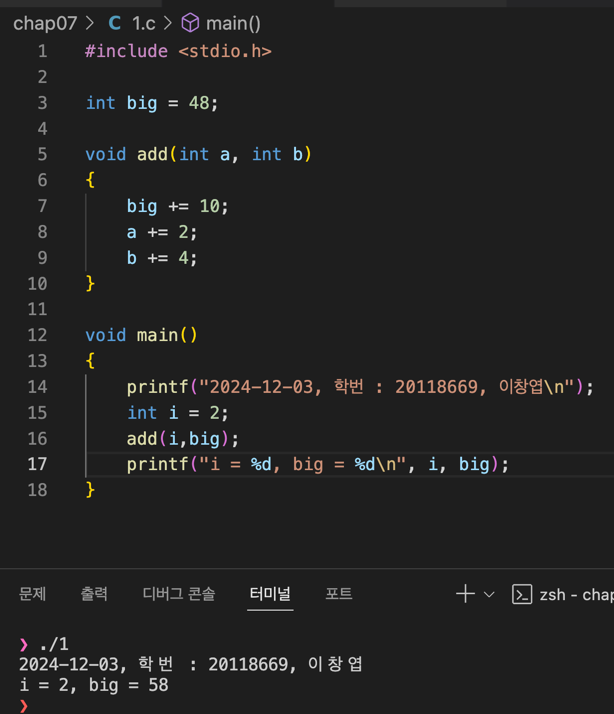 chap07 > C 1.c > main()
1 #include <stdio.h>
2
3 int big = 48;
4
5 void add(int a, int b)
6 {
7     big += 10;
8     a += 2;
9     b += 4;
10 }
11
12 void main()
13 {
14     printf("2024-12-03, 학번 : 20118669, 이창엽\n");
15     int i = 2;
16     add(i,big);
17     printf("i = %d, big = %d\n", i, big);
18 }
문제 출력 디버그 콘솔 터미널 포트 zsh - chap
❯ ./1
2024-12-03, 학번 : 20118669, 이창엽
i = 2, big = 58
❯